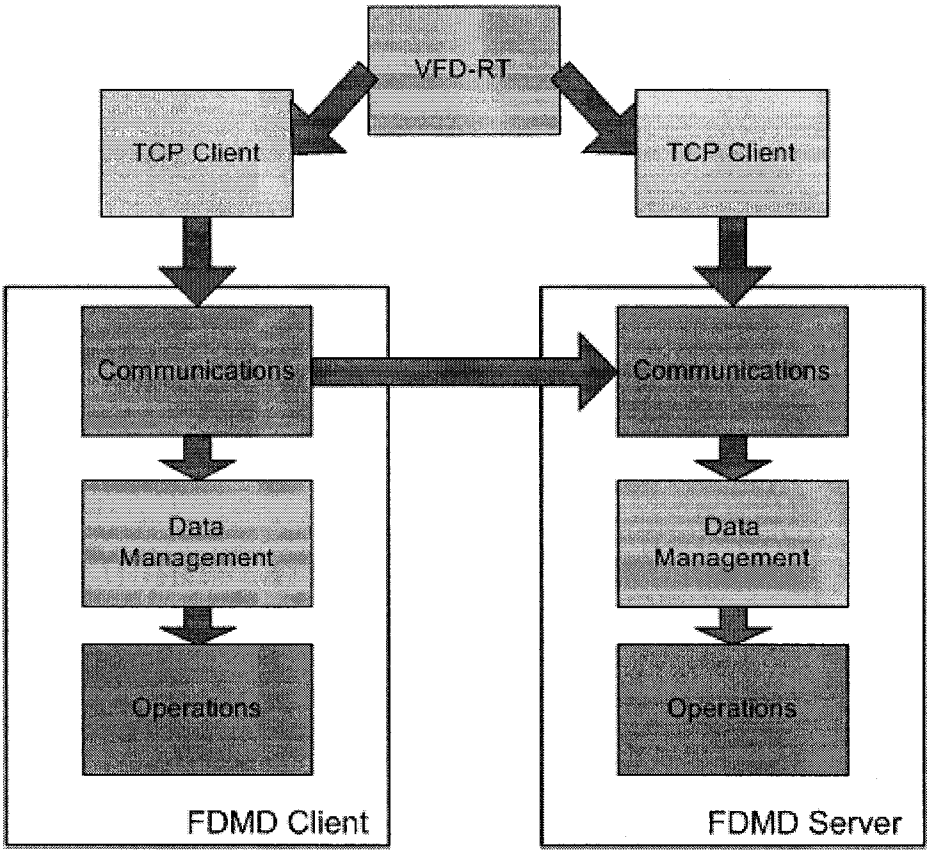 VFD-RT
TCP Client
TCP Client
Communications
Communications
Data
Management
Data
Management
Operations
Operations
FDMD Client
FDMD Server